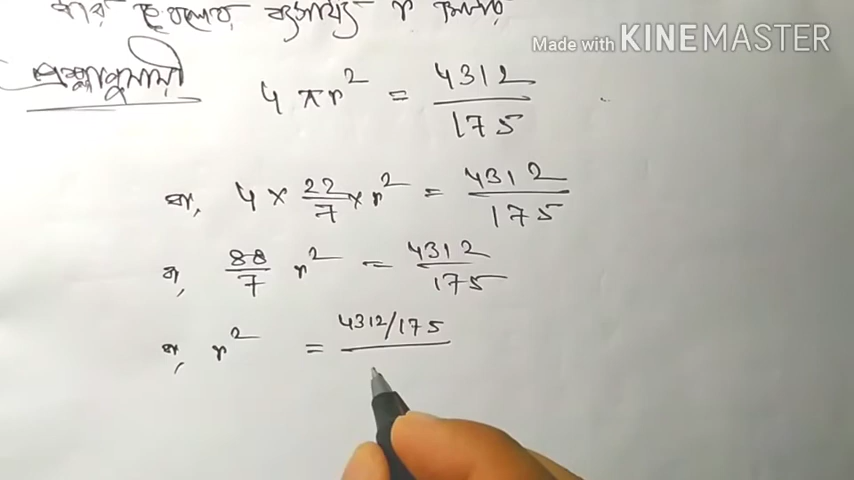 ব্যাসার্ধ r
Made with KINEMASTER
প্রশ্নানুসারে
4πr² = 4312/175
বা, 4 × 22/7 × r² = 4312/175
বা, 88/7 r² = 4312/175
বা, r² = 4312/175